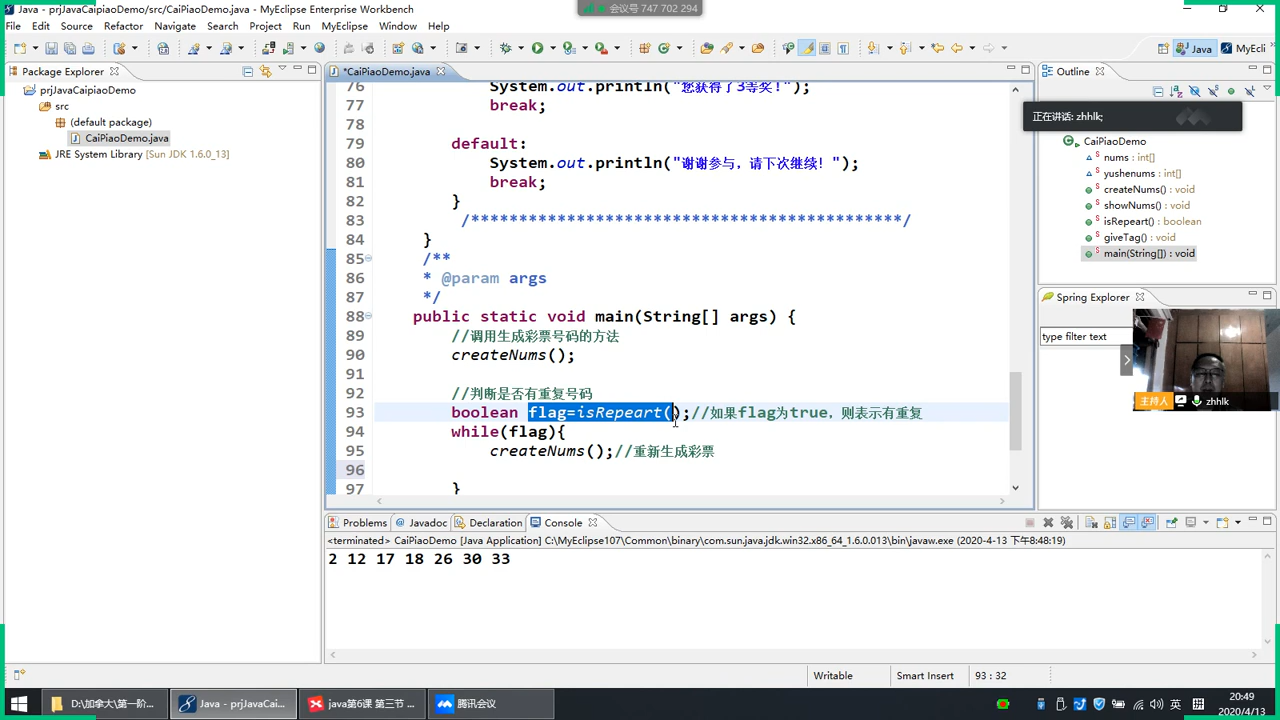 Java - prjJavaCaipiaoDemo/src/CaiPiaoDemo.java - MyEclipse Enterprise Workbench
会议号 747 702 294
File Edit Source Refactor Navigate Search Project Run MyEclipse Window Help
Java MyEcli
Package Explorer
prjJavaCaipiaoDemo
src
(default package)
CaiPiaoDemo.java
JRE System Library [Sun JDK 1.6.0_13]
*CaiPiaoDemo.java
76 System.out.println("您获得了3等奖!");
77 break;
78
79 default:
80 System.out.println("谢谢参与，请下次继续! ");
81 break;
82 }
83 /*********************************************/
84 }
85 /**
86 * @param args
87 */
88 public static void main(String[] args) {
89 //调用生成彩票号码的方法
90 createNums();
91
92 //判断是否有重复号码
93 boolean flag=isRepeart();//如果flag为true，则表示有重复
94 while(flag){
95 createNums();//重新生成彩票
96
97 }
Outline
正在讲话: zhhlk;
CaiPiaoDemo
nums : int[]
yushenums : int[]
createNums() : void
showNums() : void
isRepeart() : boolean
giveTag() : void
main(String[]) : void
Spring Explorer
type filter text
主持人 zhhlk
Problems Javadoc Declaration Console
<terminated> CaiPiaoDemo [Java Application] C:\MyEclipse107\Common\binary\com.sun.java.jdk.win32.x86_64_1.6.0.013\bin\javaw.exe (2020-4-13 下午8:48:19)
2 12 17 18 26 30 33
Writable Smart Insert 93 : 32
D:\加拿大\第一阶... Java - prjJavaCai... java第6课 第三节 ... 腾讯会议
英
20:49
2020/4/13